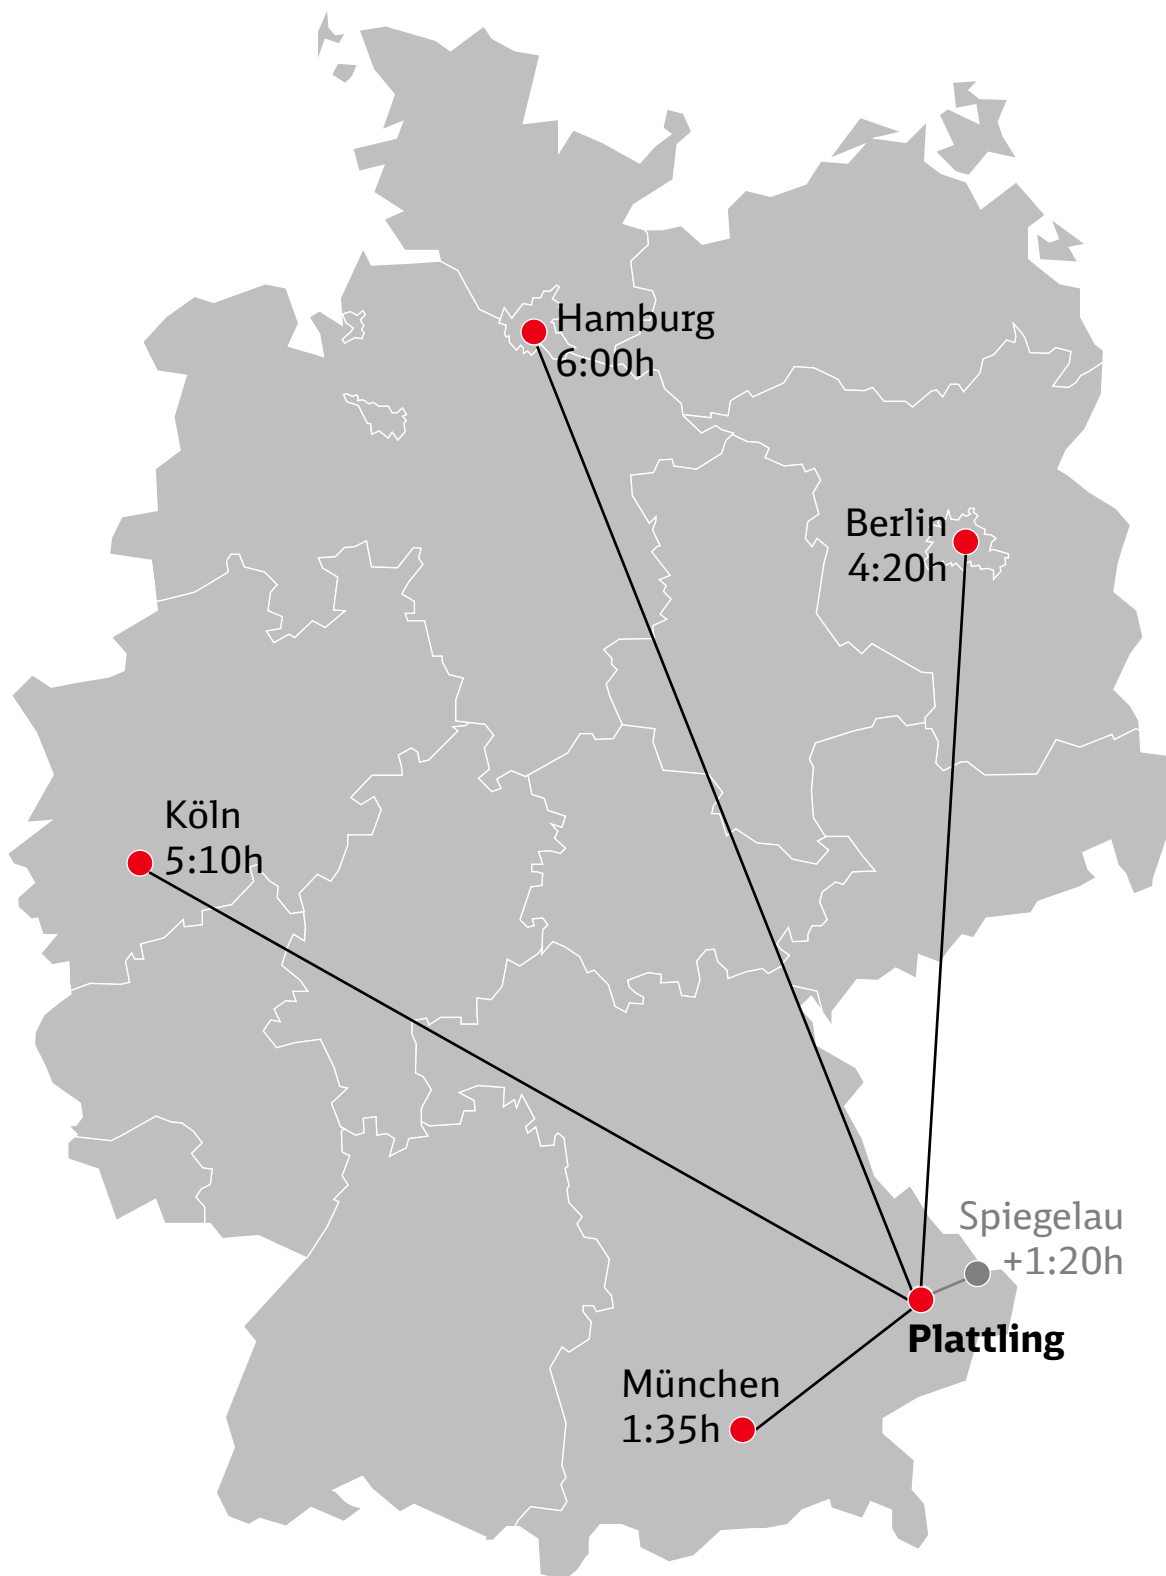 Hamburg
6:00h
Berlin
4:20h
Köln
5:10h
Spiegelau
+1:20h
Plattling
München
1:35h